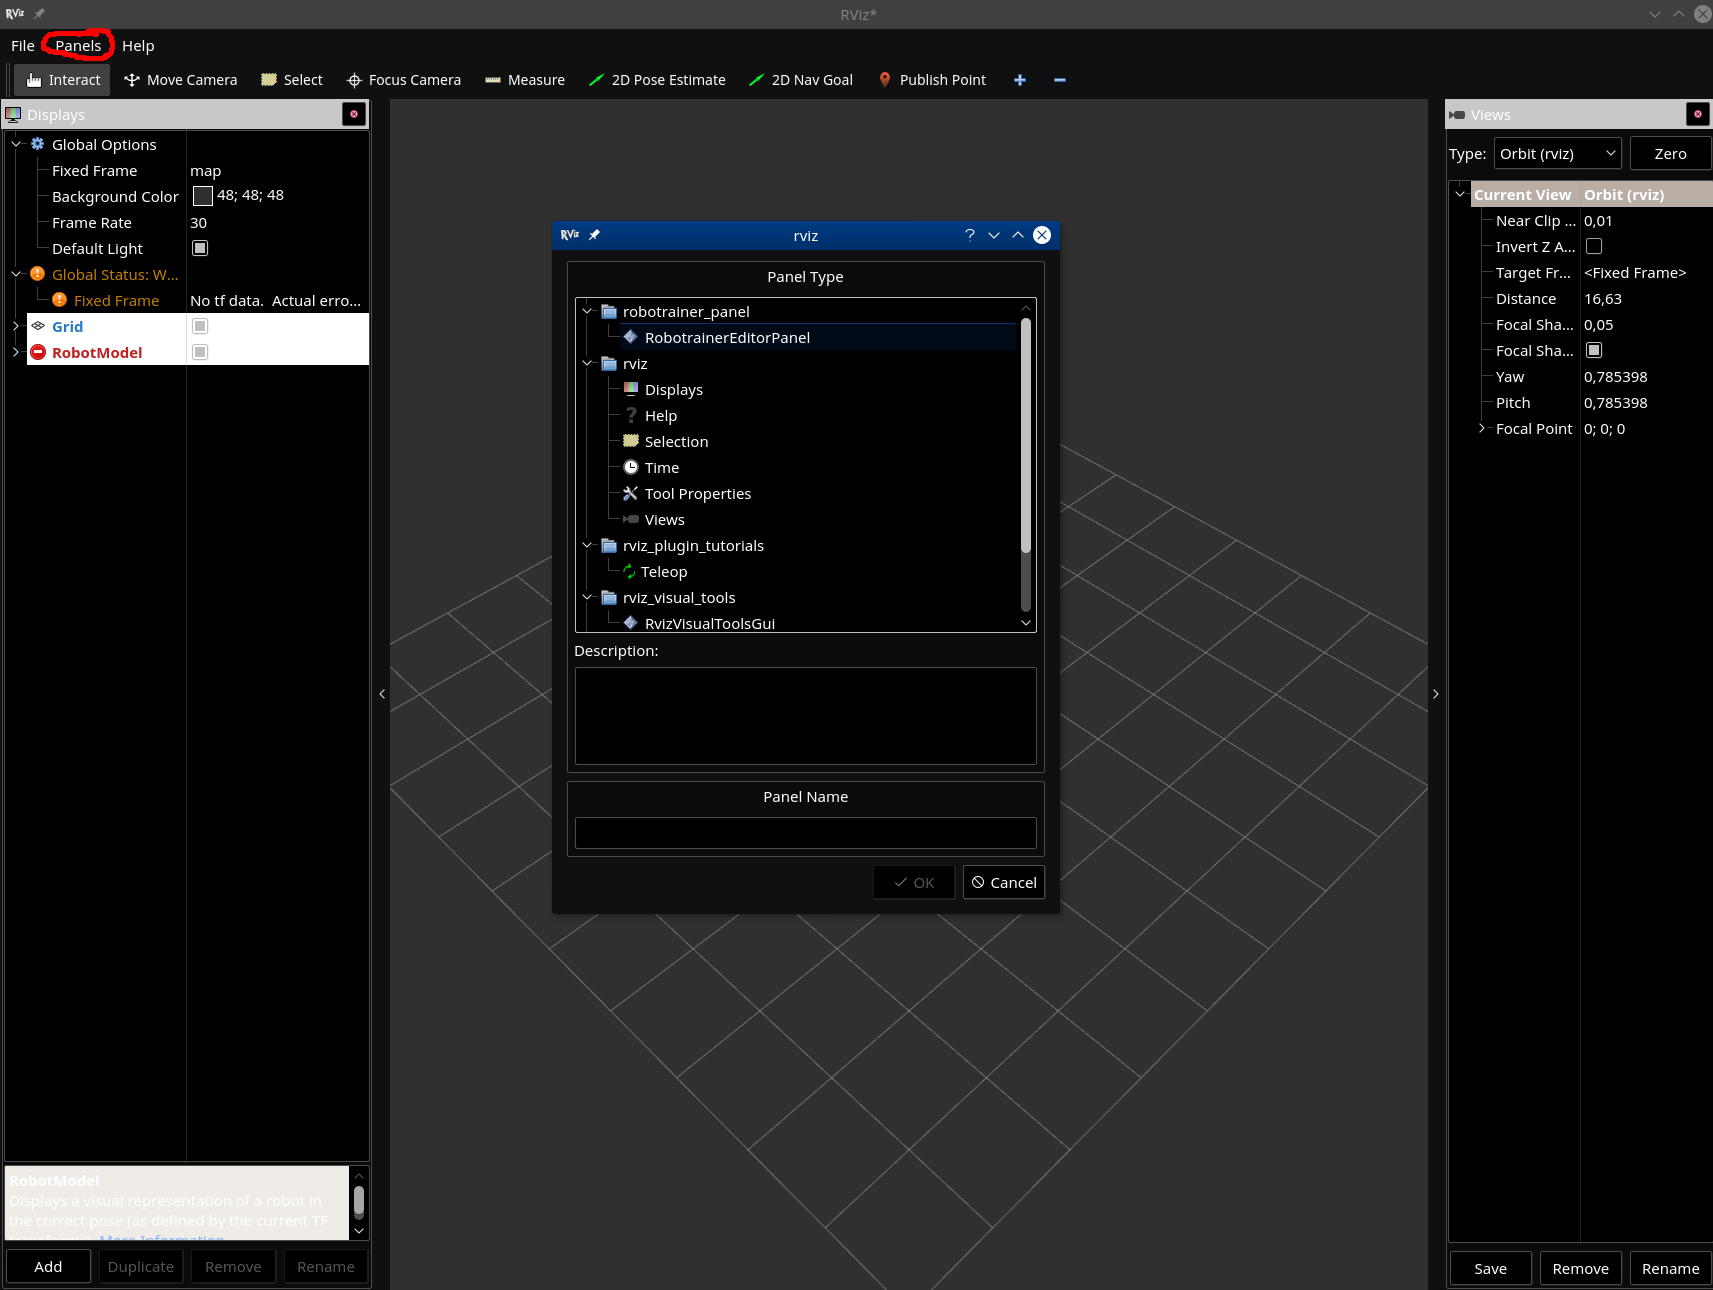 RViz
RViz*
File Panels Help
Interact Move Camera Select Focus Camera Measure 2D Pose Estimate 2D Nav Goal Publish Point
Displays
Global Options
Fixed Frame map
Background Color 48; 48; 48
Frame Rate 30
Default Light
Global Status: W...
Fixed Frame No tf data.  Actual erro...
Grid
RobotModel
RobotModel
Displays a visual representation of a robot in
the correct pose (as defined by the current TF
More Information
Add Duplicate Remove Rename
RViz rviz ?
Panel Type
robotrainer_panel
RobotrainerEditorPanel
rviz
Displays
Help
Selection
Time
Tool Properties
Views
rviz_plugin_tutorials
Teleop
rviz_visual_tools
RvizVisualToolsGui
Description:
Panel Name
OK Cancel
Views
Type: Orbit (rviz) Zero
Current View Orbit (rviz)
Near Clip ... 0,01
Invert Z A...
Target Fr... <Fixed Frame>
Distance 16,63
Focal Sha... 0,05
Focal Sha...
Yaw 0,785398
Pitch 0,785398
Focal Point 0; 0; 0
Save Remove Rename